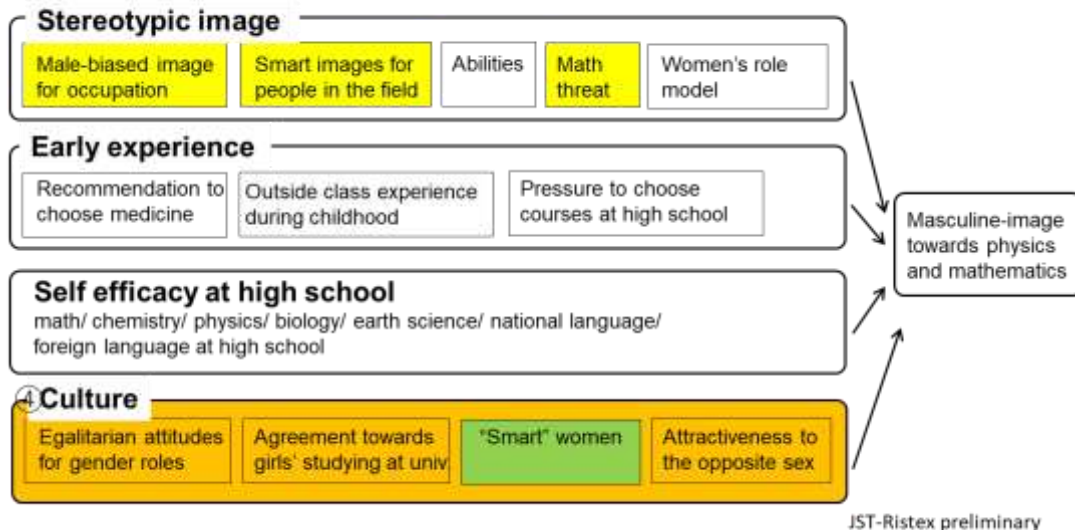 Stereotypic image
Male-biased image
for occupation
Smart images for
people in the field
Abilities
Math
threat
Women's role
model
Early experience
Recommendation to
choose medicine
Outside class experience
during childhood
Pressure to choose
courses at high school
Masculine-image
towards physics
and mathematics
Self efficacy at high school
math/ chemistry/ physics/ biology/ earth science/ national language/
foreign language at high school
④Culture
Egalitarian attitudes
for gender roles
Agreement towards
girls' studying at univ
"Smart" women
Attractiveness to
the opposite sex
JST-Ristex preliminary